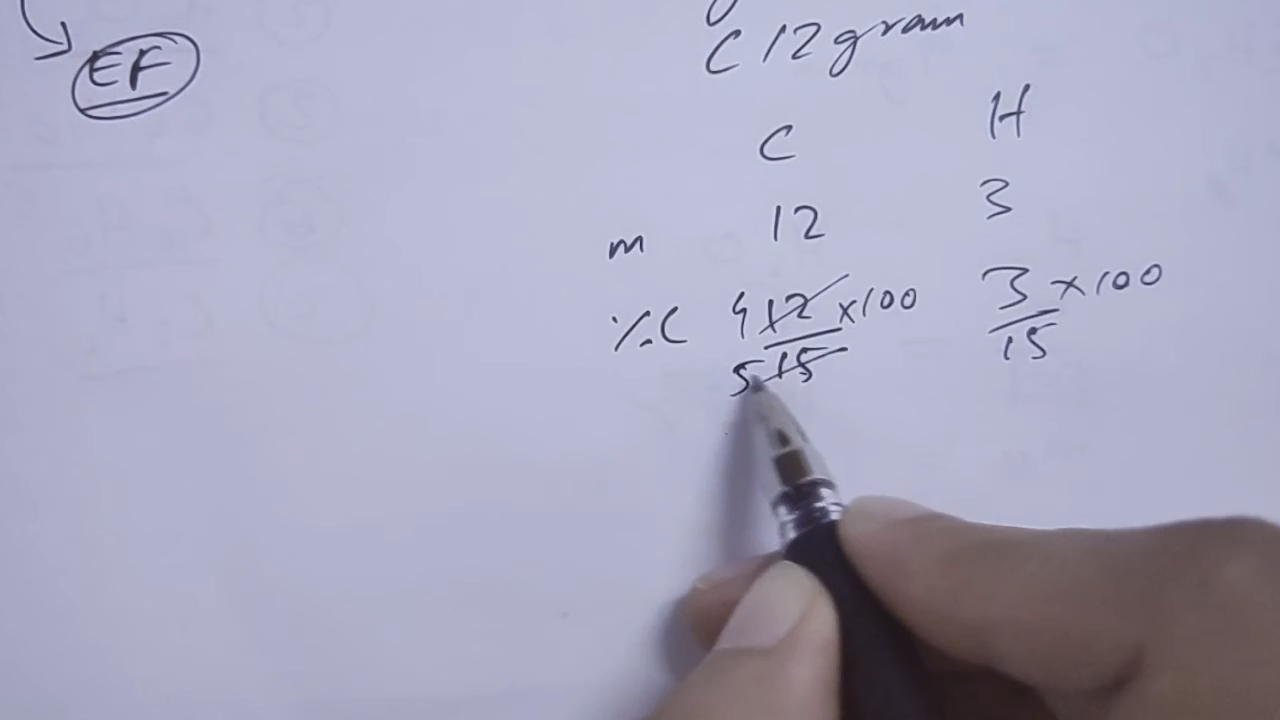 EF
C 12 gram
C H
m 12 3
%C 4 12 x100 3 x100
5 15 15